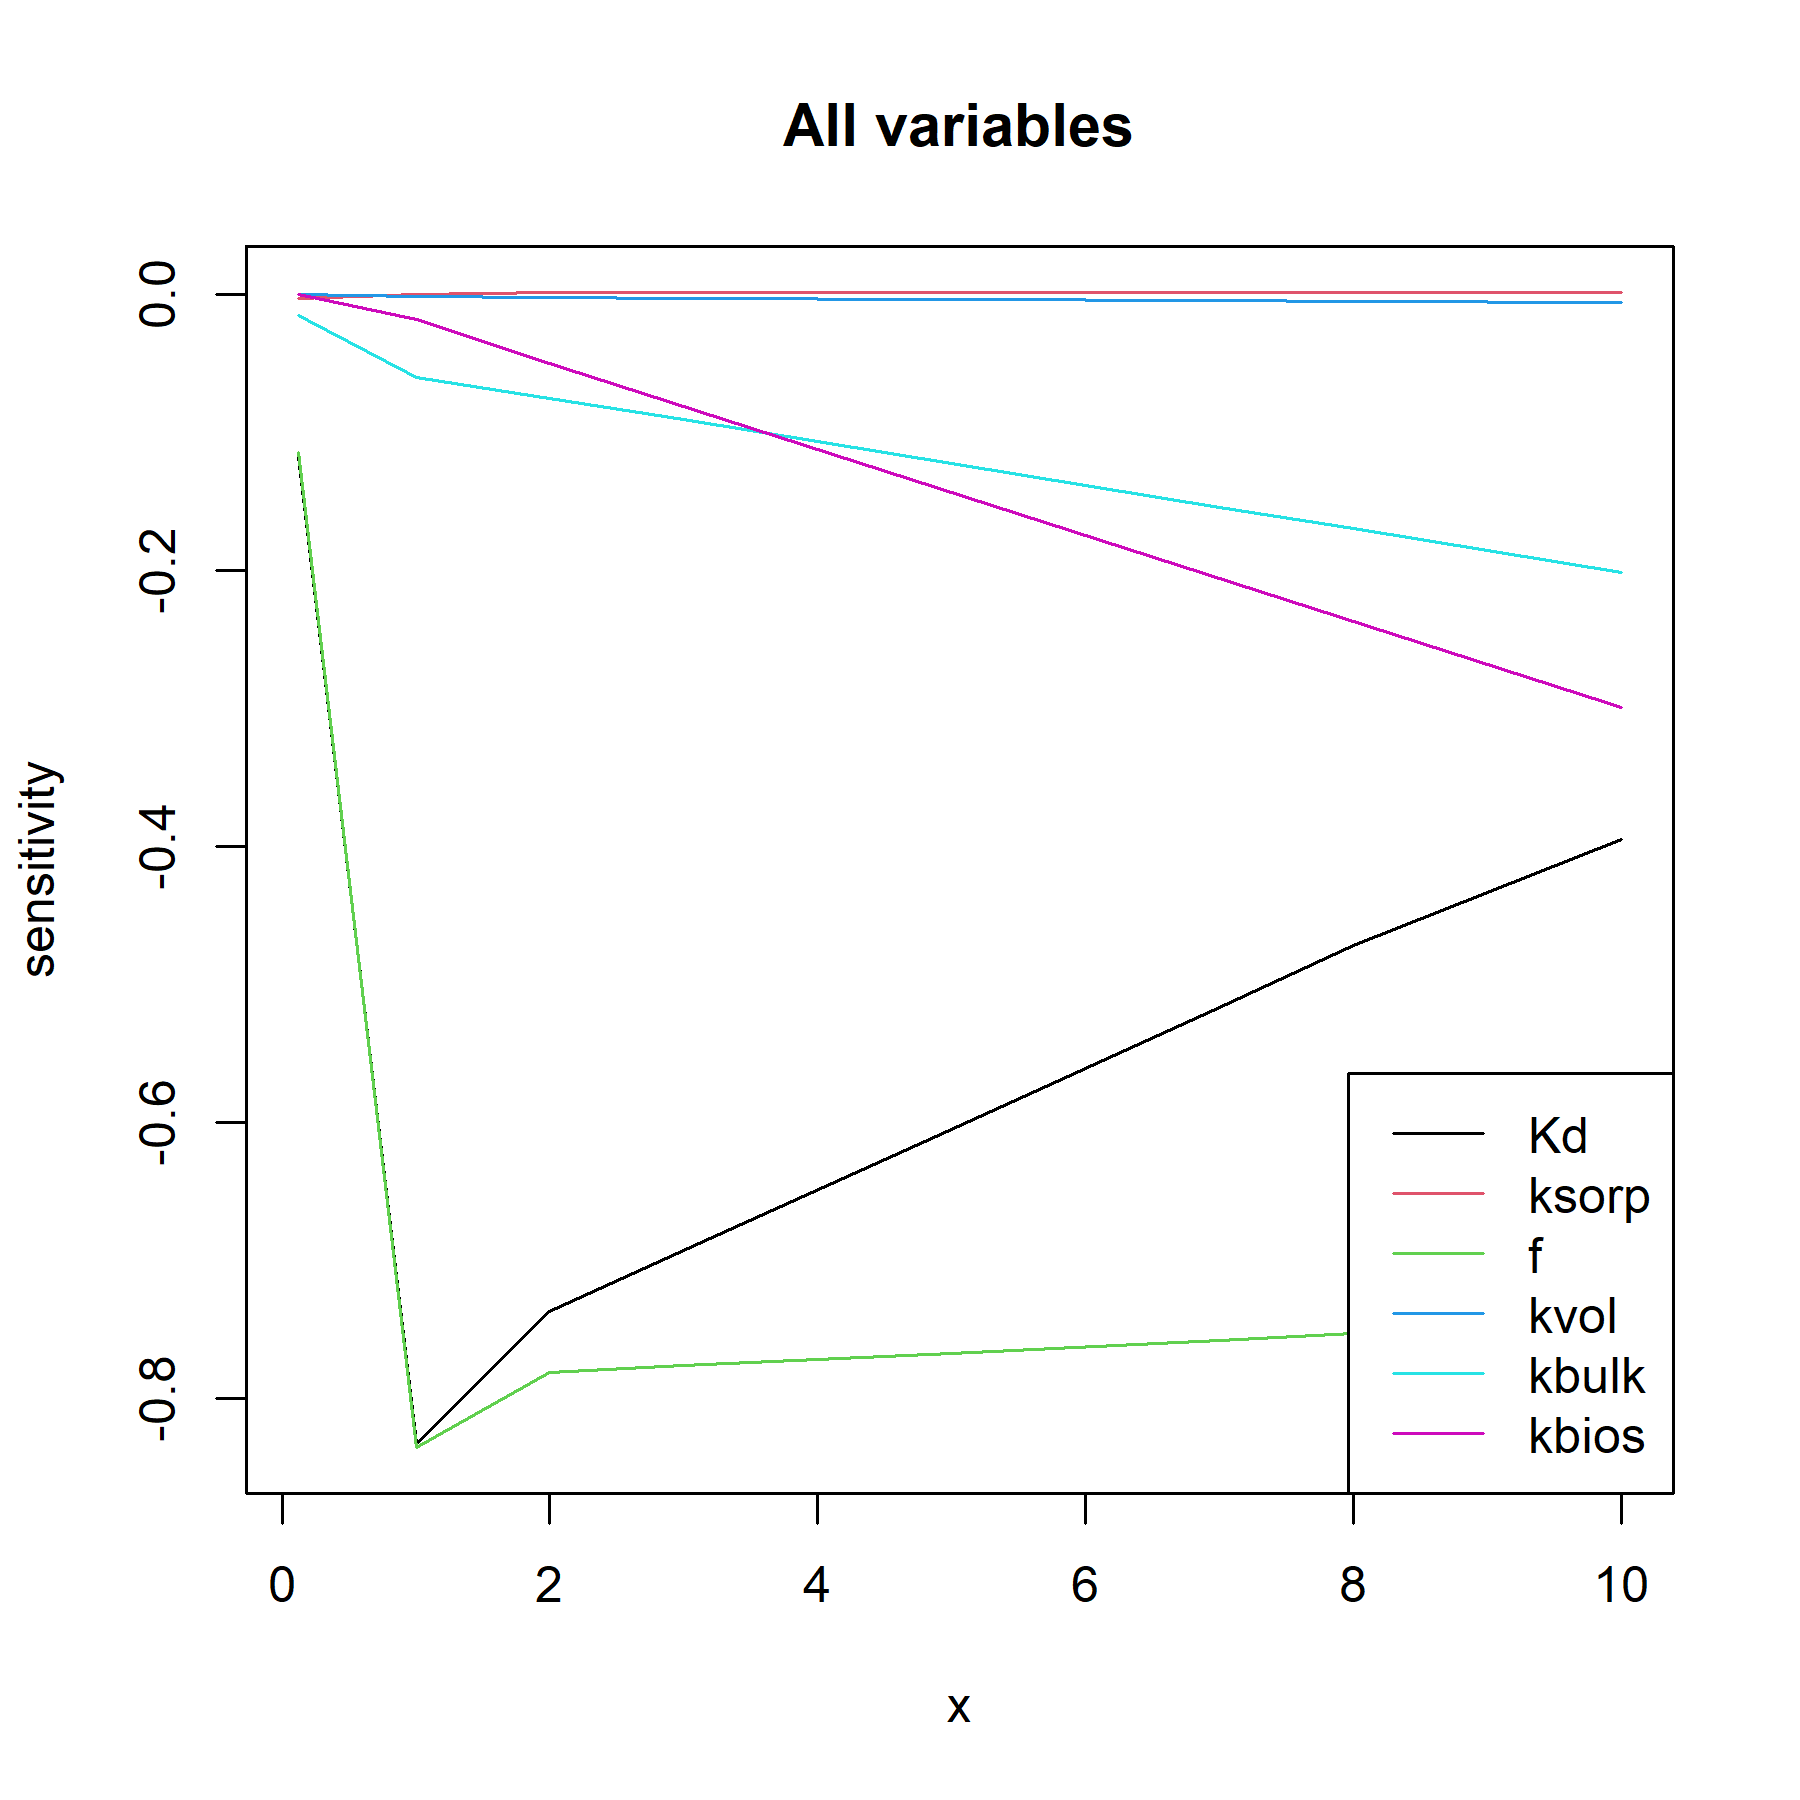 All variables
sensitivity
0.0
-0.2
-0.4
-0.6
-0.8
Kd
ksorp
f
kvol
kbulk
kbios
0 2 4 6 8 10
x